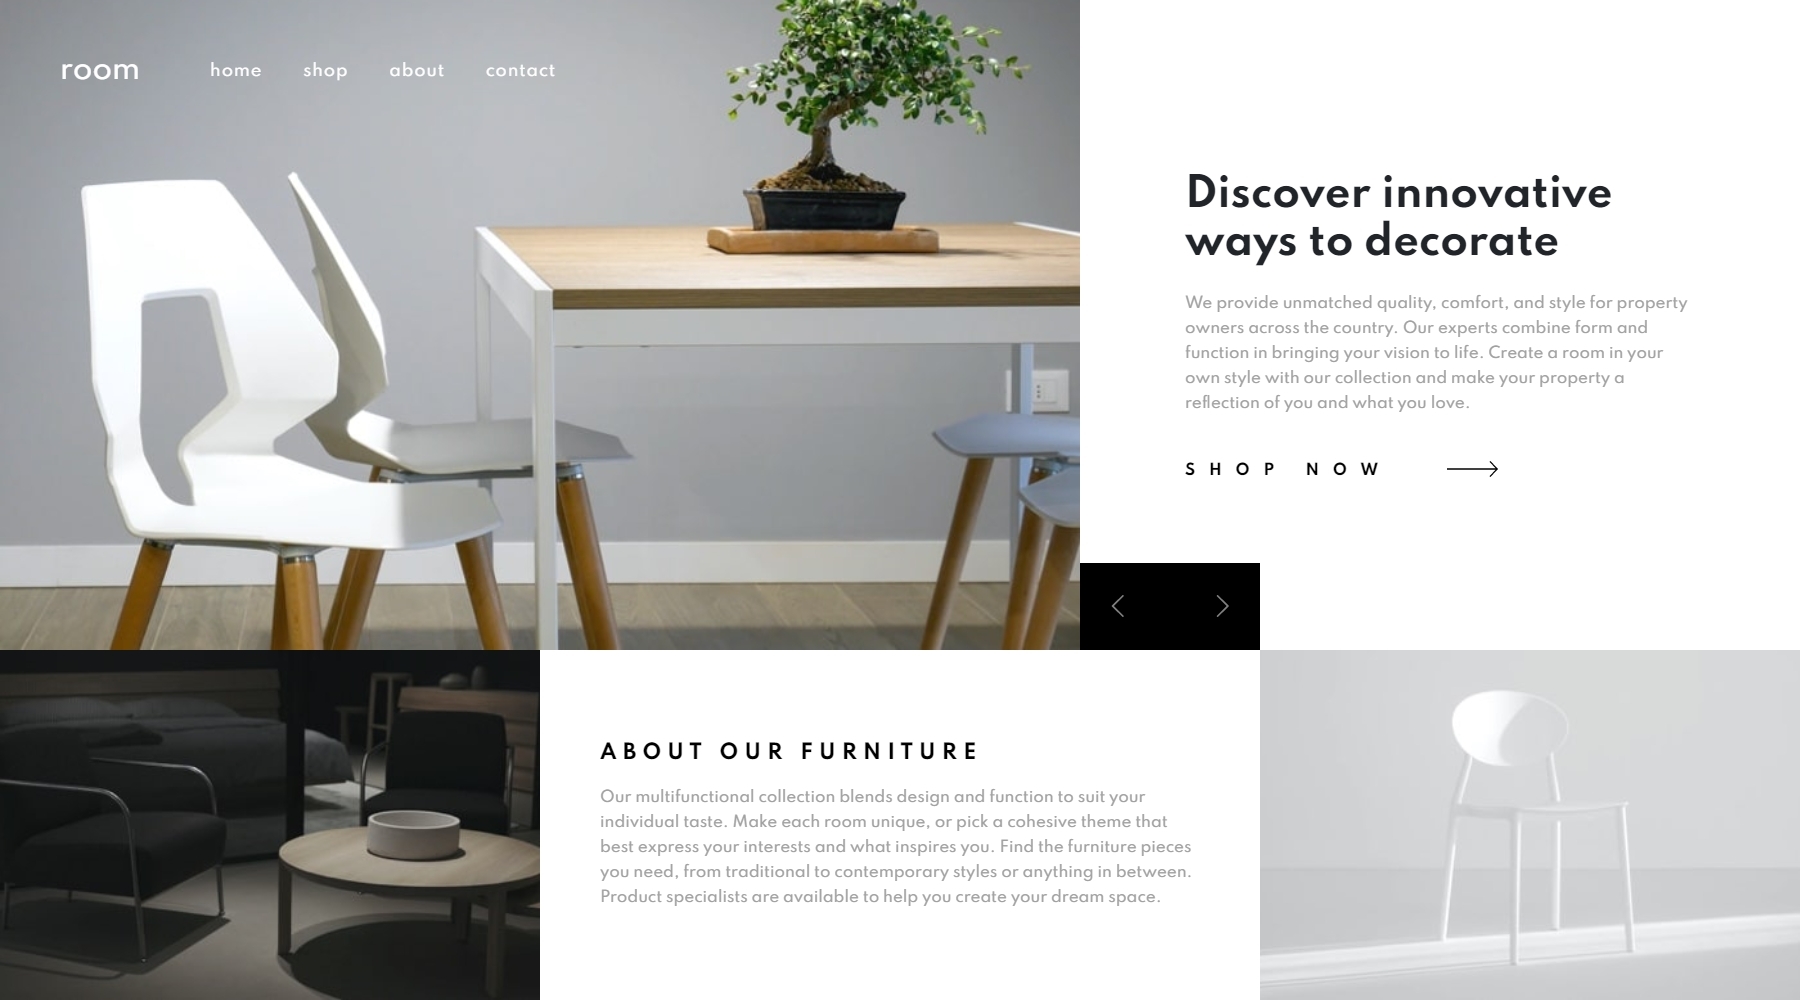 room
home
shop
about
contact
Discover innovative
ways to decorate
We provide unmatched quality, comfort, and style for property
owners across the country. Our experts combine form and
function in bringing your vision to life. Create a room in your
own style with our collection and make your property a
reflection of you and what you love.
SHOP NOW
ABOUT OUR FURNITURE
Our multifunctional collection blends design and function to suit your
individual taste. Make each room unique, or pick a cohesive theme that
best express your interests and what inspires you. Find the furniture pieces
you need, from traditional to contemporary styles or anything in between.
Product specialists are available to help you create your dream space.